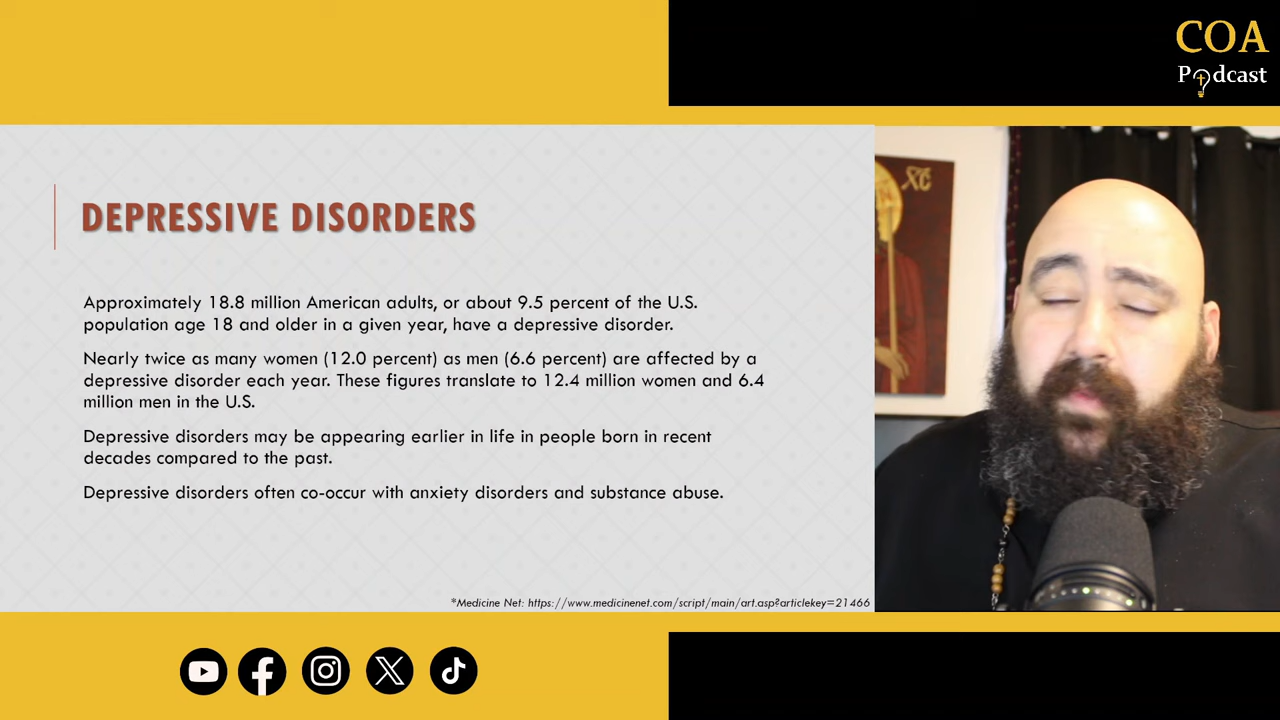 COA
Podcast
XC
DEPRESSIVE DISORDERS
Approximately 18.8 million American adults, or about 9.5 percent of the U.S.
population age 18 and older in a given year, have a depressive disorder.
Nearly twice as many women (12.0 percent) as men (6.6 percent) are affected by a
depressive disorder each year. These figures translate to 12.4 million women and 6.4
million men in the U.S.
Depressive disorders may be appearing earlier in life in people born in recent
decades compared to the past.
Depressive disorders often co-occur with anxiety disorders and substance abuse.
*Medicine Net: https://www.medicinenet.com/script/main/art.asp?articlekey=21466